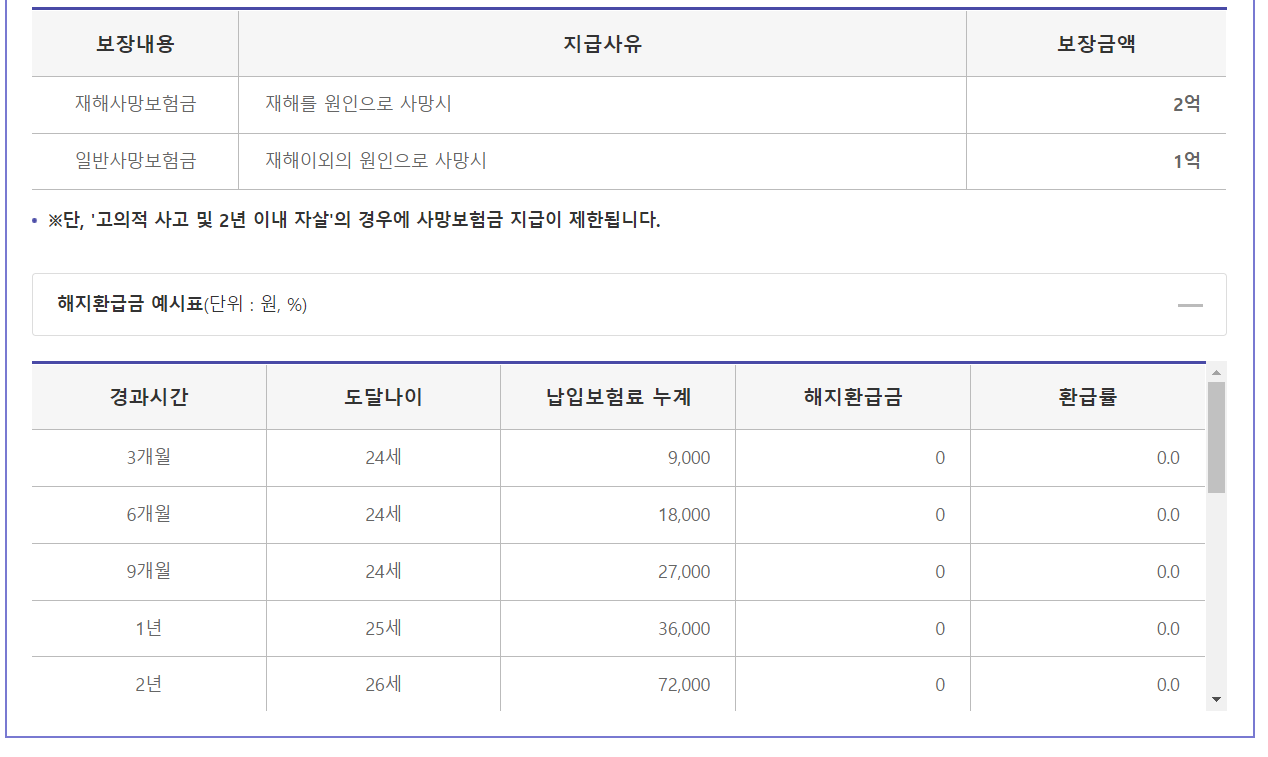 보장내용 지급사유 보장금액
재해사망보험금 재해를 원인으로 사망시 2억
일반사망보험금 재해이외의 원인으로 사망시 1억
• ※단, '고의적 사고 및 2년 이내 자살'의 경우에 사망보험금 지급이 제한됩니다.
해지환급금 예시표(단위 : 원, %)
경과시간 도달나이 납입보험료 누계 해지환급금 환급률
3개월 24세 9,000 0 0.0
6개월 24세 18,000 0 0.0
9개월 24세 27,000 0 0.0
1년 25세 36,000 0 0.0
2년 26세 72,000 0 0.0